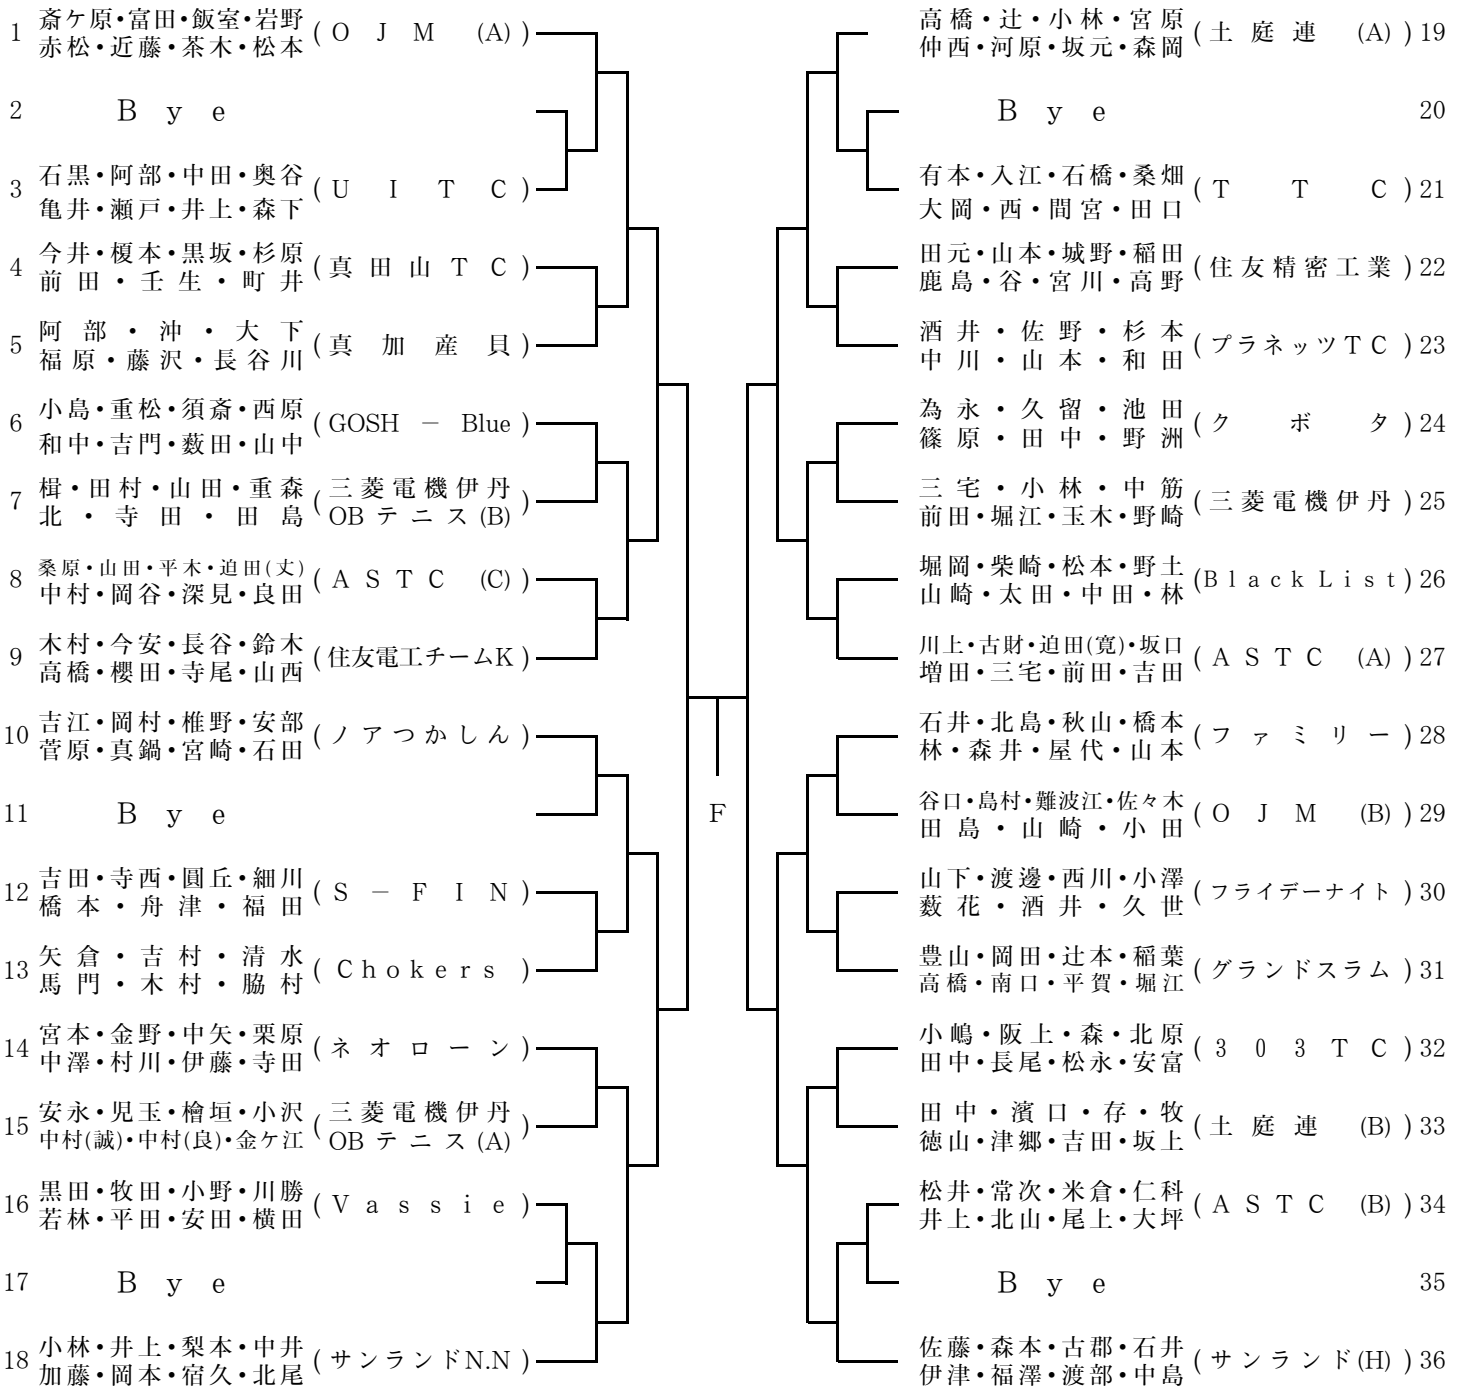 1 斎ケ原・富田・飯室・岩野
赤松・近藤・茶木・松本 ( O J M (A) )
2 Bye
3 石黒・阿部・中田・奥谷
亀井・瀬戸・井上・森下 ( U I T C )
4 今井・榎本・黒坂・杉原
前田・壬生・町井 ( 真田山TC )
5 阿部・沖・大下
福原・藤沢・長谷川 ( 真加産貝 )
6 小島・重松・須斎・西原
和中・吉門・薮田・山中 ( GOSH － Blue )
7 楫・田村・山田・重森
北・寺田・田島 ( 三菱電機伊丹
OBテニス(B) )
8 桑原・山田・平木・迫田(丈)
中村・岡谷・深見・良田 ( ASTC (C) )
9 木村・今安・長谷・鈴木
高橋・櫻田・寺尾・山西 ( 住友電工チームK )
10 吉江・岡村・椎野・安部
菅原・真鍋・宮崎・石田 ( ノアつかしん )
11 Bye
12 吉田・寺西・圓丘・細川
橋本・舟津・福田 ( S－FIN )
13 矢倉・吉村・清水
馬門・木村・脇村 ( Chokers )
14 宮本・金野・中矢・栗原
中澤・村川・伊藤・寺田 ( ネオローン )
15 安永・児玉・檜垣・小沢
中村(誠)・中村(良)・金ケ江 ( 三菱電機伊丹
OBテニス(A) )
16 黒田・牧田・小野・川勝
若林・平田・安田・横田 ( Vassie )
17 Bye
18 小林・井上・梨本・中井
加藤・岡本・宿久・北尾 ( サンランドN.N )
F
高橋・辻・小林・宮原
仲西・河原・坂元・森岡 ( 土庭連 (A) ) 19
Bye 20
有本・入江・石橋・桑畑
大岡・西・間宮・田口 ( T T C ) 21
田元・山本・城野・稲田
鹿島・谷・宮川・高野 ( 住友精密工業 ) 22
酒井・佐野・杉本
中川・山本・和田 ( プラネッツTC ) 23
為永・久留・池田
篠原・田中・野洲 ( クボタ ) 24
三宅・小林・中筋
前田・堀江・玉木・野崎 ( 三菱電機伊丹 ) 25
堀岡・柴崎・松本・野土
山崎・太田・中田・林 (Black List) 26
川上・古財・迫田(寛)・坂口
増田・三宅・前田・吉田 ( ASTC (A) ) 27
石井・北島・秋山・橋本
林・森井・屋代・山本 ( ファミリー ) 28
谷口・島村・難波江・佐々木
田島・山崎・小田 ( O J M (B) ) 29
山下・渡邊・西川・小澤
薮花・酒井・久世 ( フライデーナイト ) 30
豊山・岡田・辻本・稲葉
高橋・南口・平賀・堀江 ( グランドスラム ) 31
小嶋・阪上・森・北原
田中・長尾・松永・安富 ( 303TC ) 32
田中・濱口・存・牧
徳山・津郷・吉田・坂上 ( 土庭連 (B) ) 33
松井・常次・米倉・仁科
井上・北山・尾上・大坪 ( ASTC (B) ) 34
Bye 35
佐藤・森本・古郡・石井
伊津・福澤・渡部・中島 ( サンランド(H) ) 36